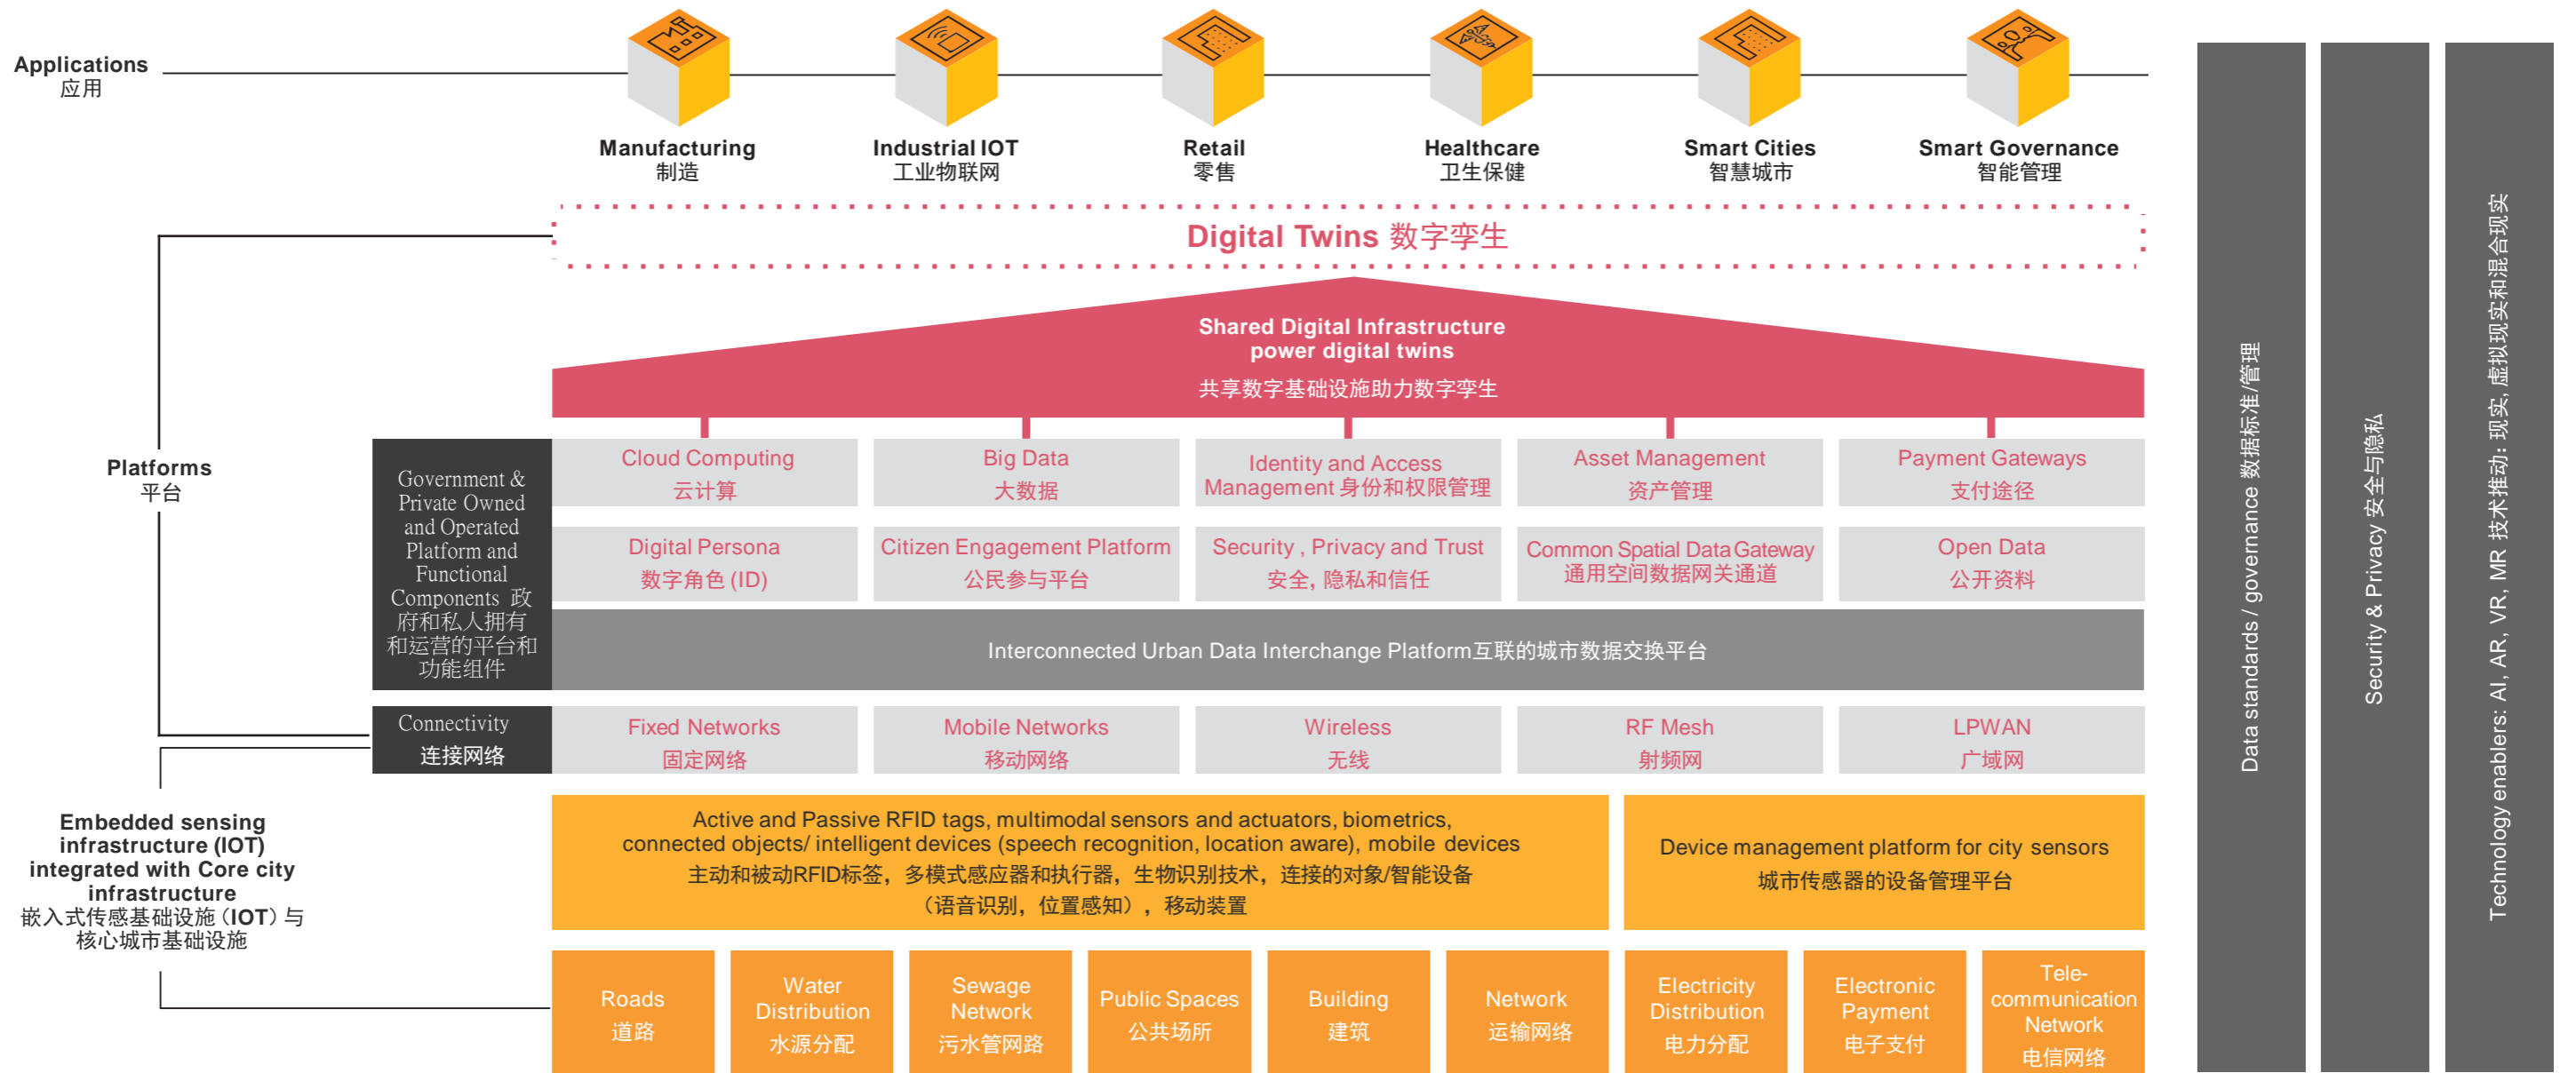 Applications
应用
Manufacturing
制造
Industrial IOT
工业物联网
Retail
零售
Healthcare
卫生保健
Smart Cities
智慧城市
Smart Governance
智能管理
Digital Twins 数字孪生
Shared Digital Infrastructure
power digital twins
共享数字基础设施助力数字孪生
Platforms
平台
Government &
Private Owned
and Operated
Platform and
Functional
Components 政
府和私人拥有
和运营的平台和
功能组件
Cloud Computing
云计算
Big Data
大数据
Identity and Access
Management 身份和权限管理
Asset Management
资产管理
Payment Gateways
支付途径
Digital Persona
数字角色 (ID)
Citizen Engagement Platform
公民参与平台
Security , Privacy and Trust
安全, 隐私和信任
Common Spatial Data Gateway
通用空间数据网关通道
Open Data
公开资料
Interconnected Urban Data Interchange Platform互联的城市数据交换平台
Connectivity
连接网络
Fixed Networks
固定网络
Mobile Networks
移动网络
Wireless
无线
RF Mesh
射频网
LPWAN
广域网
Embedded sensing
infrastructure (IOT)
integrated with Core city
infrastructure
嵌入式传感基础设施（IOT）与
核心城市基础设施
Active and Passive RFID tags, multimodal sensors and actuators, biometrics,
connected objects/ intelligent devices (speech recognition, location aware), mobile devices
主动和被动RFID标签，多模式感应器和执行器，生物识别技术，连接的对象/智能设备
（语音识别，位置感知），移动装置
Device management platform for city sensors
城市传感器的设备管理平台
Roads
道路
Water
Distribution
水源分配
Sewage
Network
污水管网路
Public Spaces
公共场所
Building
建筑
Network
运输网络
Electricity
Distribution
电力分配
Electronic
Payment
电子支付
Tele-
communication
Network
电信网络
Data standards / governance 数据标准/管理
Security & Privacy 安全与隐私
Technology enablers: AI, AR, VR, MR 技术推动: 现实, 虚拟现实和混合现实